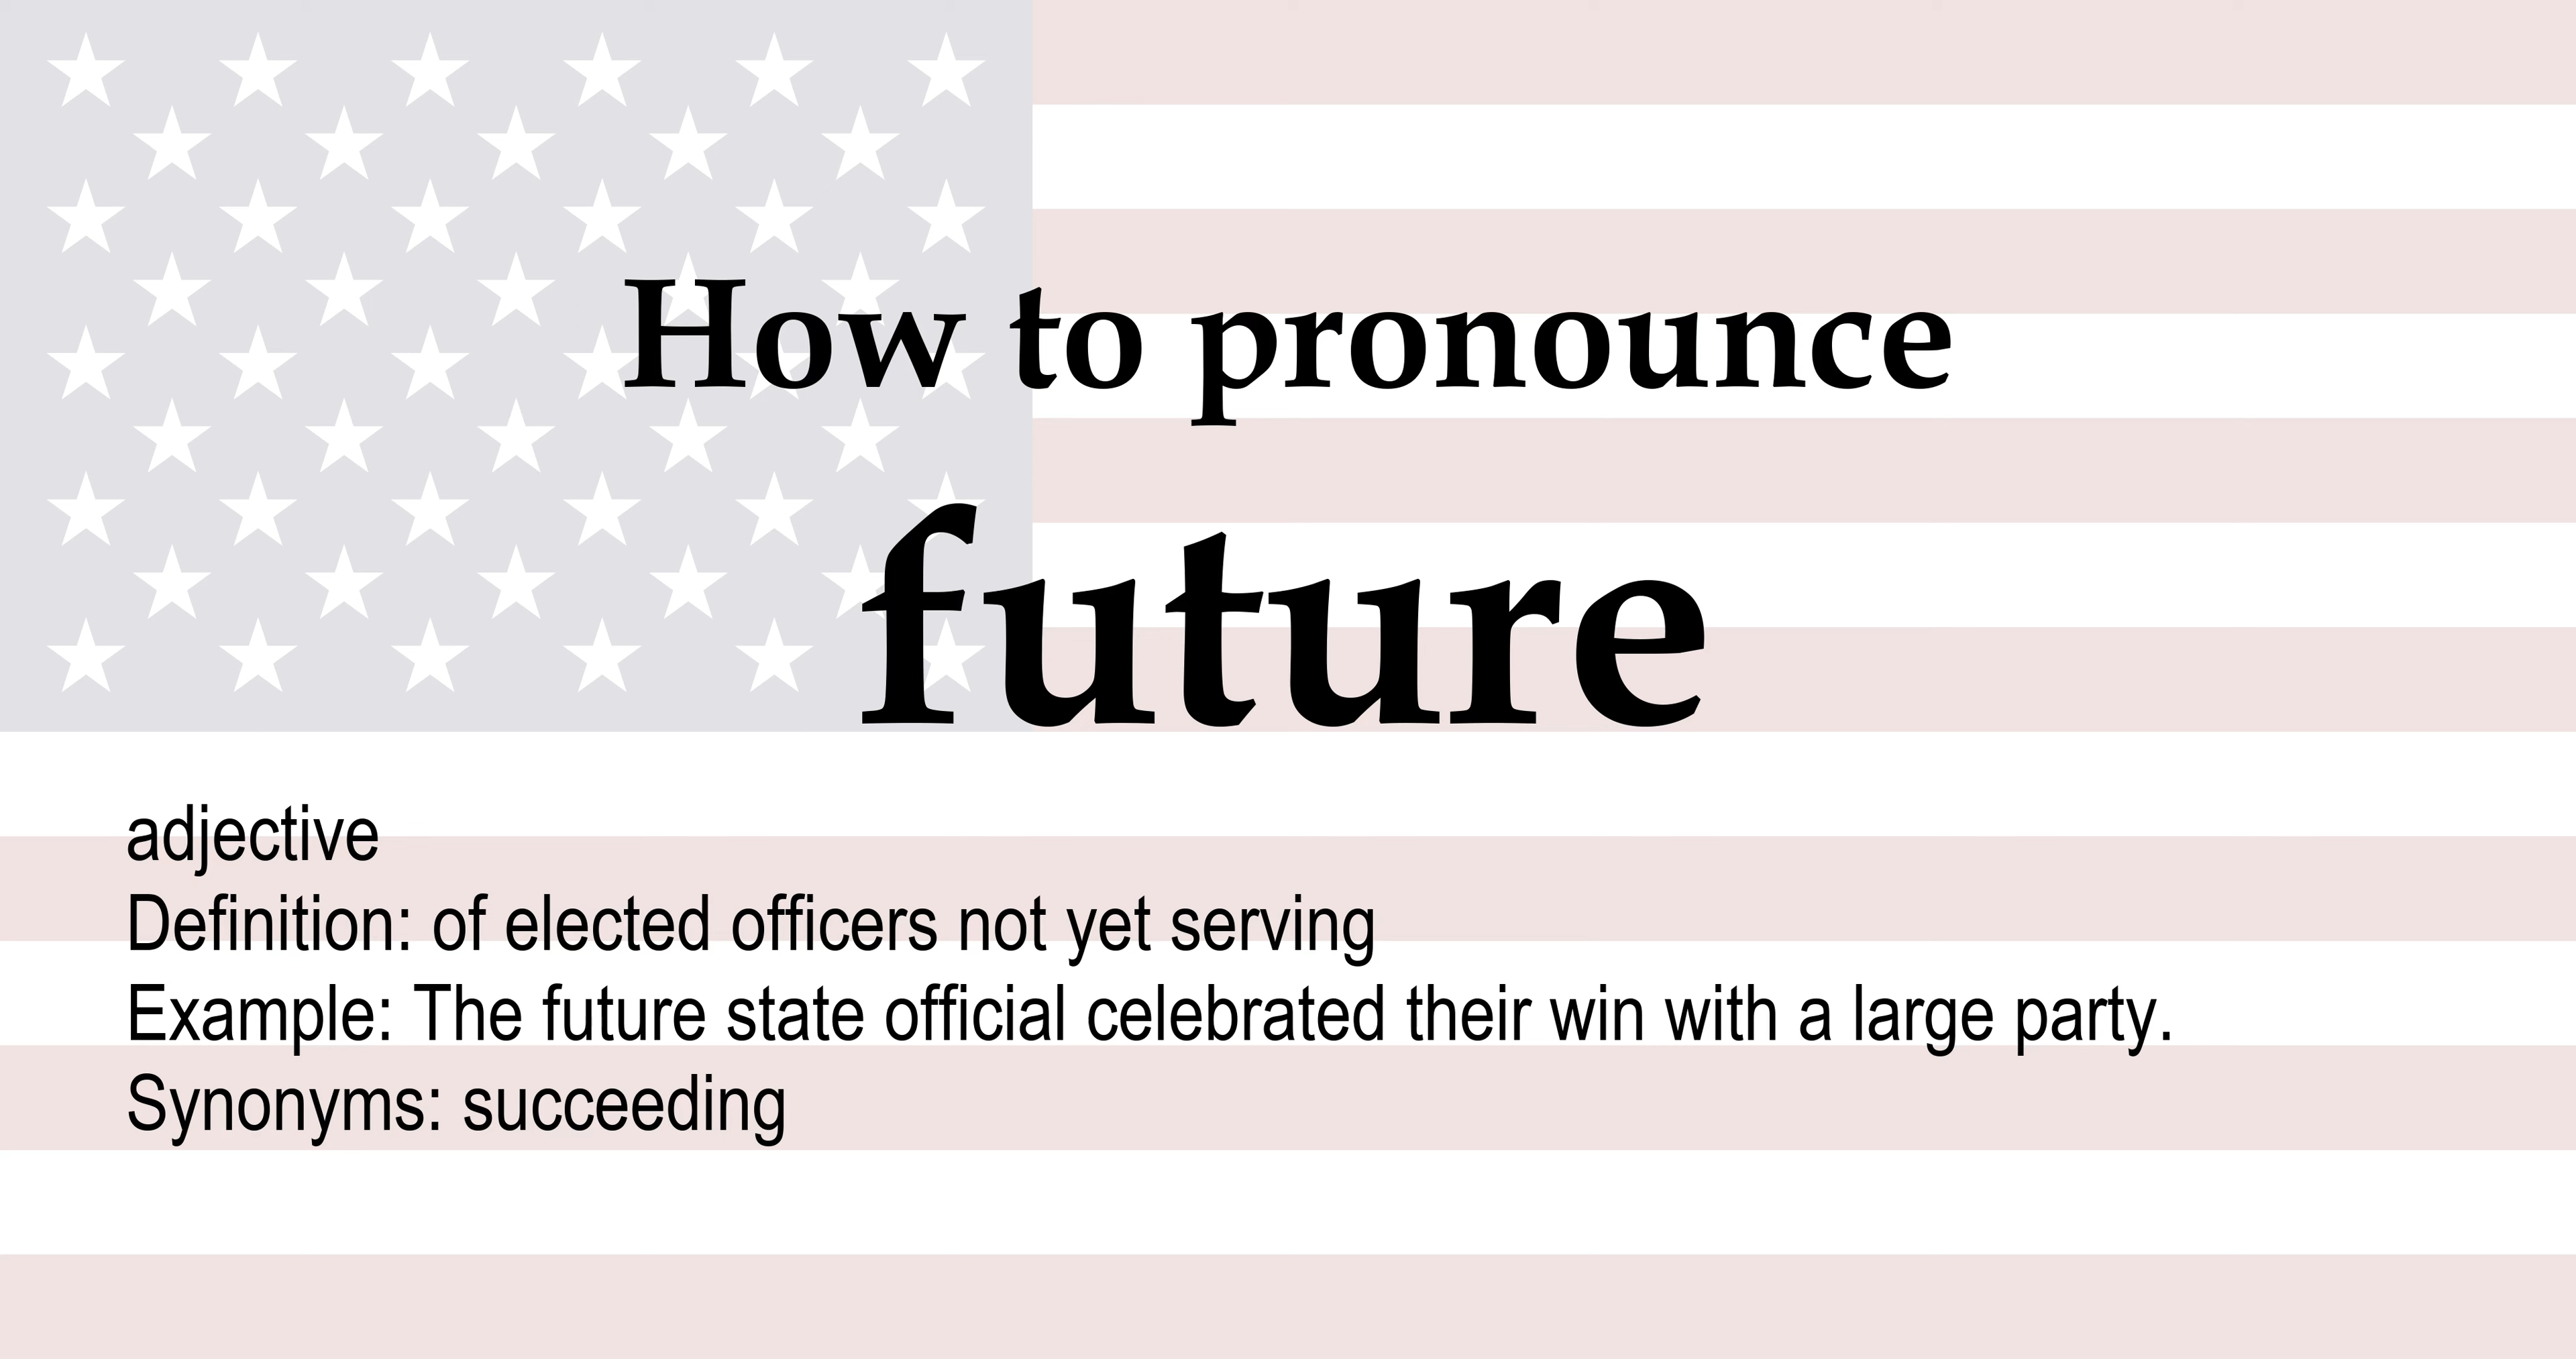 How to pronounce
future
adjective
Definition: of elected officers not yet serving
Example: The future state official celebrated their win with a large party.
Synonyms: succeeding